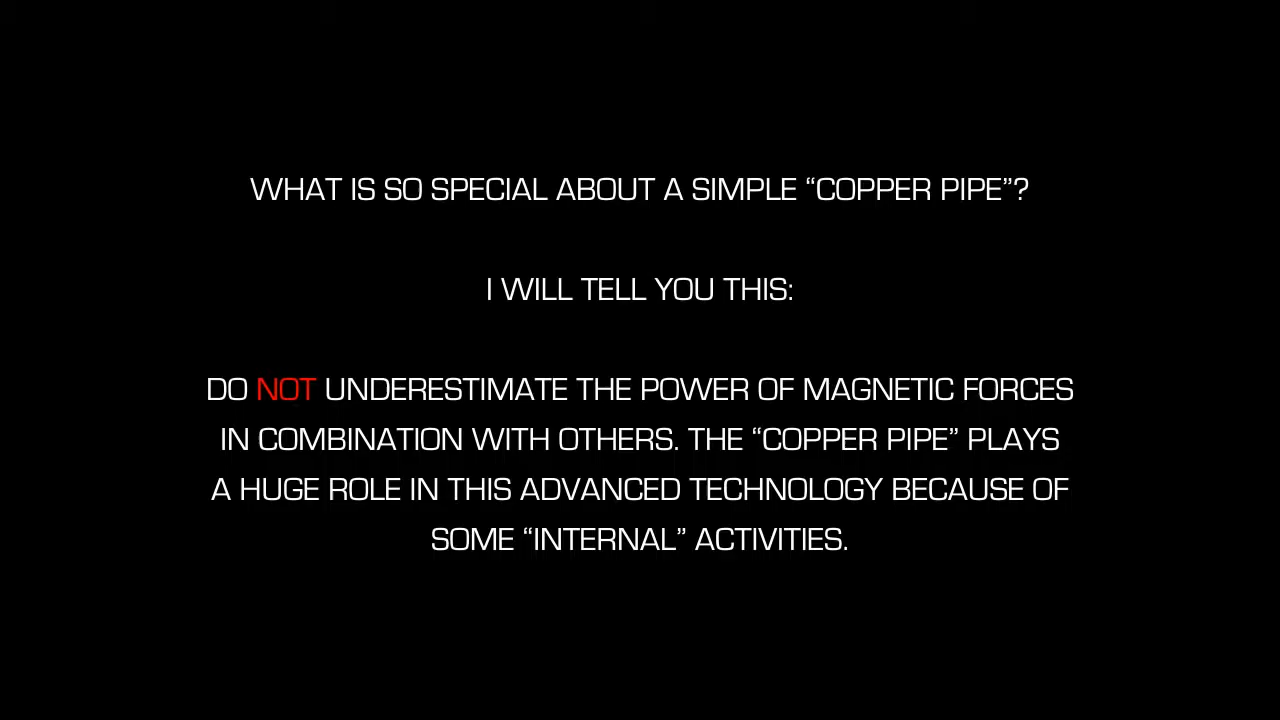 WHAT IS SO SPECIAL ABOUT A SIMPLE “COPPER PIPE”?
I WILL TELL YOU THIS:
DO NOT UNDERESTIMATE THE POWER OF MAGNETIC FORCES
IN COMBINATION WITH OTHERS. THE “COPPER PIPE” PLAYS
A HUGE ROLE IN THIS ADVANCED TECHNOLOGY BECAUSE OF
SOME “INTERNAL” ACTIVITIES.